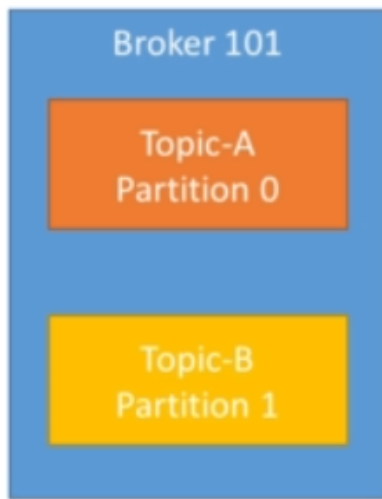 Broker 101
Topic-A
Partition 0
Topic-B
Partition 1